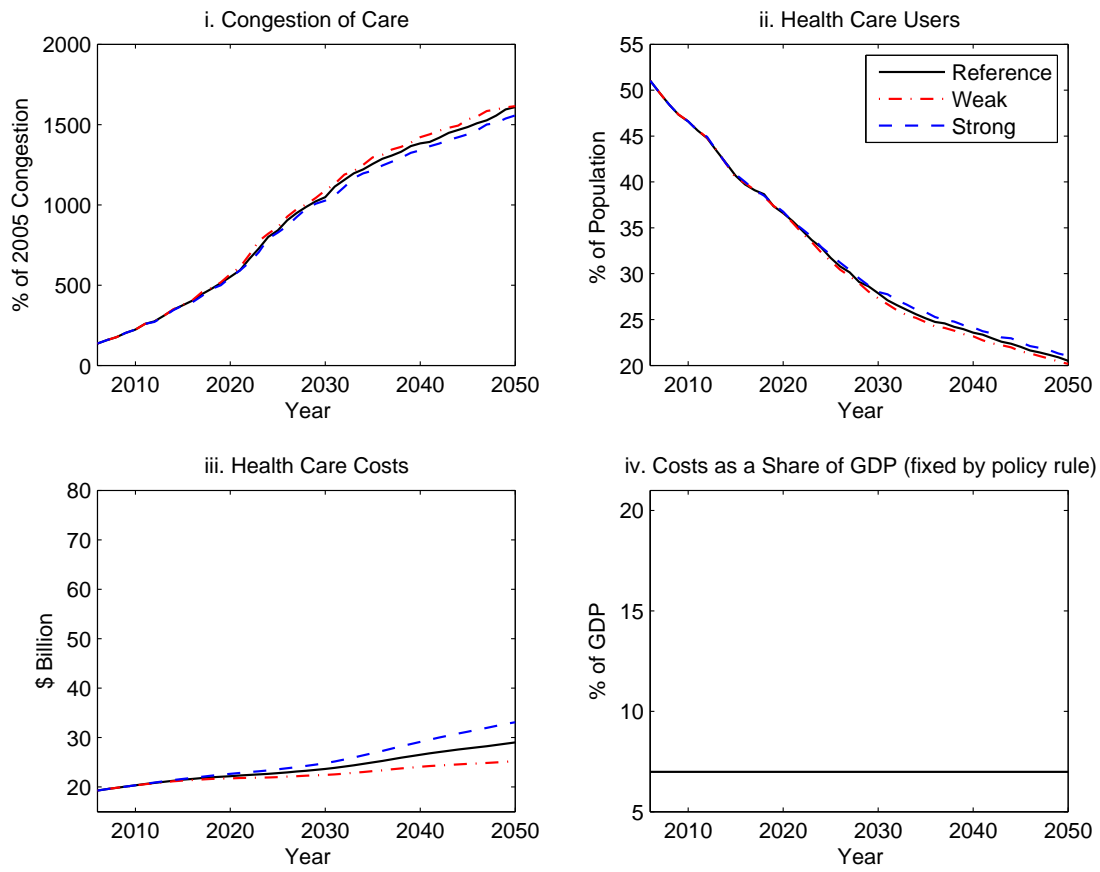 i. Congestion of Care
2000
1500
1000
500
0
% of 2005 Congestion
2010 2020 2030 2040 2050
Year
ii. Health Care Users
55
50
45
40
35
30
25
20
% of Population
Reference
Weak
Strong
2010 2020 2030 2040 2050
Year
iii. Health Care Costs
80
70
60
50
40
30
20
$ Billion
2010 2020 2030 2040 2050
Year
iv. Costs as a Share of GDP (fixed by policy rule)
20
15
10
5
% of GDP
2010 2020 2030 2040 2050
Year